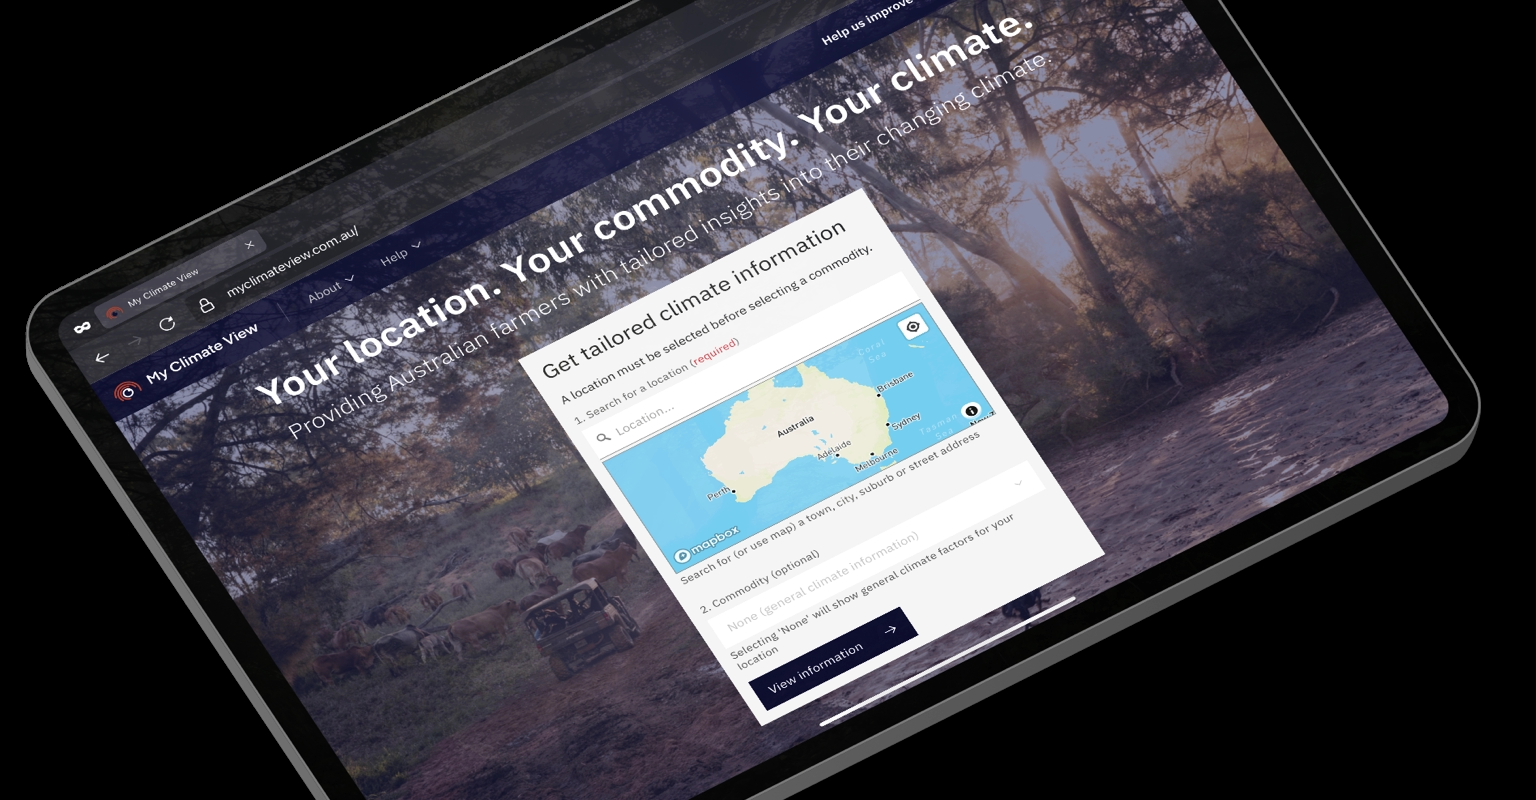 My Climate View
myclimateview.com.au/
My Climate View
About
Help
Help us improve
Your location. Your commodity. Your climate.
Providing Australian farmers with tailored insights into their changing climate.
Get tailored climate information
A location must be selected before selecting a commodity.
1. Search for a location (required)
Location...
Coral
Sea
Brisbane
Australia
Sydney
Tasman
Sea
Adelaide
Melbourne
Perth
mapbox
Search for (or use map) a town, city, suburb or street address
2. Commodity (optional)
None (general climate information)
Selecting 'None' will show general climate factors for your
location
View information